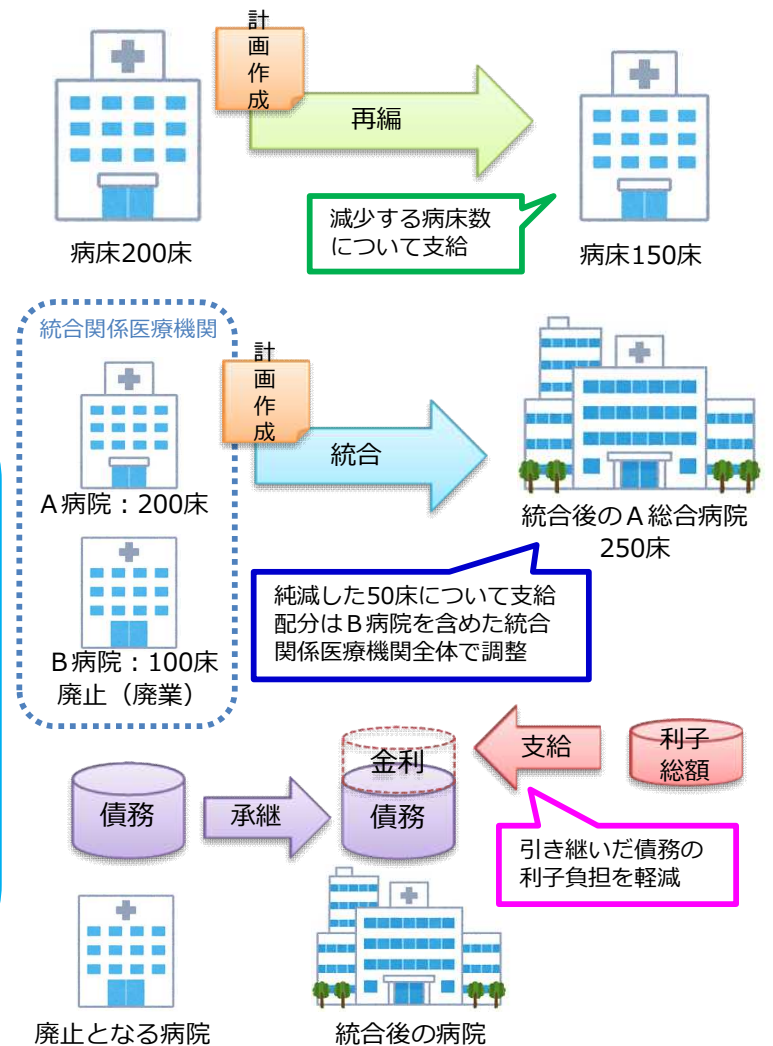 計画作成
再編
減少する病床数
について支給
病床200床
病床150床
統合関係医療機関
計画作成
統合
A病院：200床
B病院：100床
廃止（廃業）
統合後のA総合病院
250床
純減した50床について支給
配分はB病院を含めた統合
関係医療機関全体で調整
債務
承継
金利
債務
支給
利子
総額
引き継いだ債務の
利子負担を軽減
廃止となる病院
統合後の病院